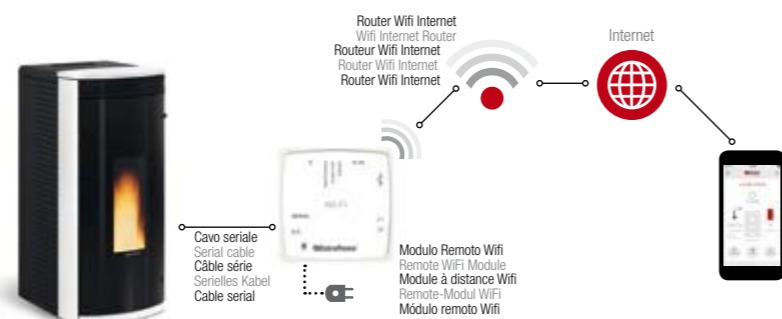 Router Wifi Internet
Wifi Internet Router
Routeur Wifi Internet
Router Wifi Internet
Router Wifi Internet
Internet
WI-FI
Cavo seriale
Serial cable
Câble série
Serielles Kabel
Cable serial
Modulo Remoto Wifi
Remote WiFi Module
Module à distance Wifi
Remote-Modul WiFi
Módulo remoto Wifi